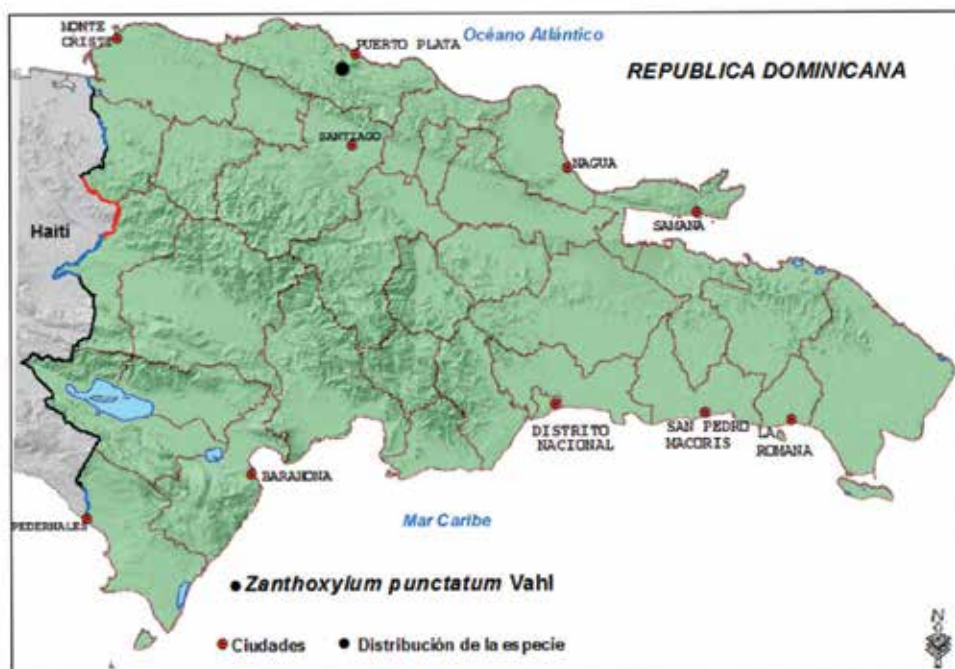 MONTE
CRISTI
PUERTO PLATA
Océano Atlántico
REPUBLICA DOMINICANA
SANTIAGO
NAGUA
SAMANA
Haití
DISTRITO
NACIONAL
SAN PEDRO
MACORIS
LA
ROMANA
BARAHONA
PEDERNALES
Mar Caribe
Zanthoxylum punctatum Vahl
Ciudades
Distribución de la especie
N